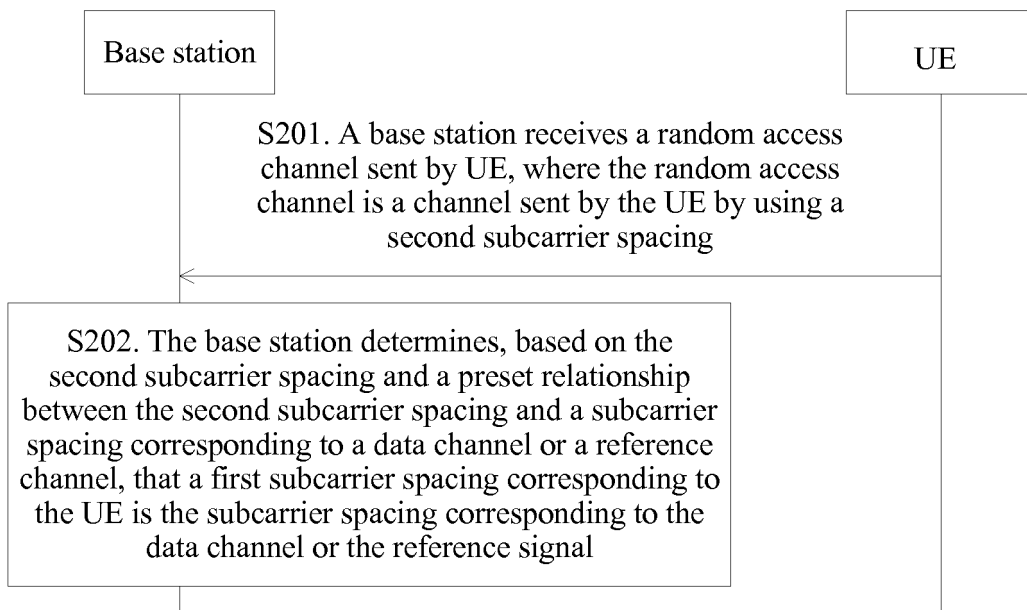 Base station
UE
S201. A base station receives a random access
channel sent by UE, where the random access
channel is a channel sent by the UE by using a
second subcarrier spacing
S202. The base station determines, based on the
second subcarrier spacing and a preset relationship
between the second subcarrier spacing and a subcarrier
spacing corresponding to a data channel or a reference
channel, that a first subcarrier spacing corresponding to
the UE is the subcarrier spacing corresponding to the
data channel or the reference signal